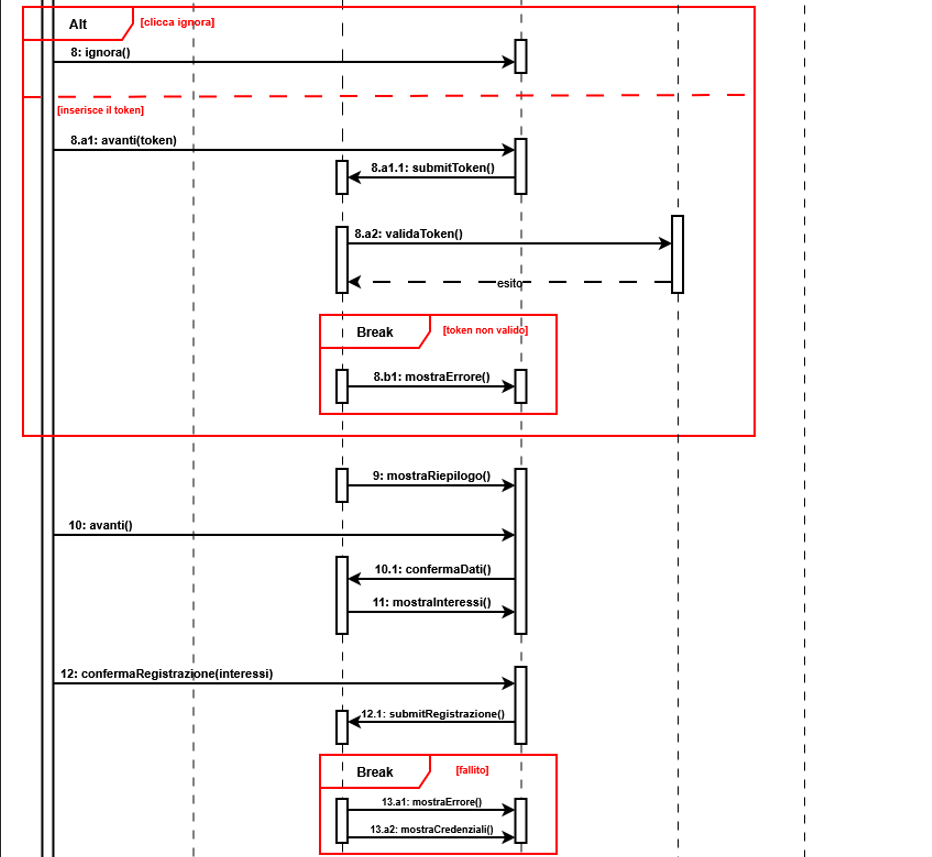 Alt
[clicca ignora]
8: ignora()
[inserisce il token]
8.a1: avanti(token)
8.a1.1: submitToken()
8.a2: validaToken()
esito
Break
[token non valido]
8.b1: mostraErrore()
9: mostraRiepilogo()
10: avanti()
10.1: confermaDati()
11: mostraInteressi()
12: confermaRegistrazione(interessi)
12.1: submitRegistrazione()
Break
[fallito]
13.a1: mostraErrore()
13.a2: mostraCredenziali()